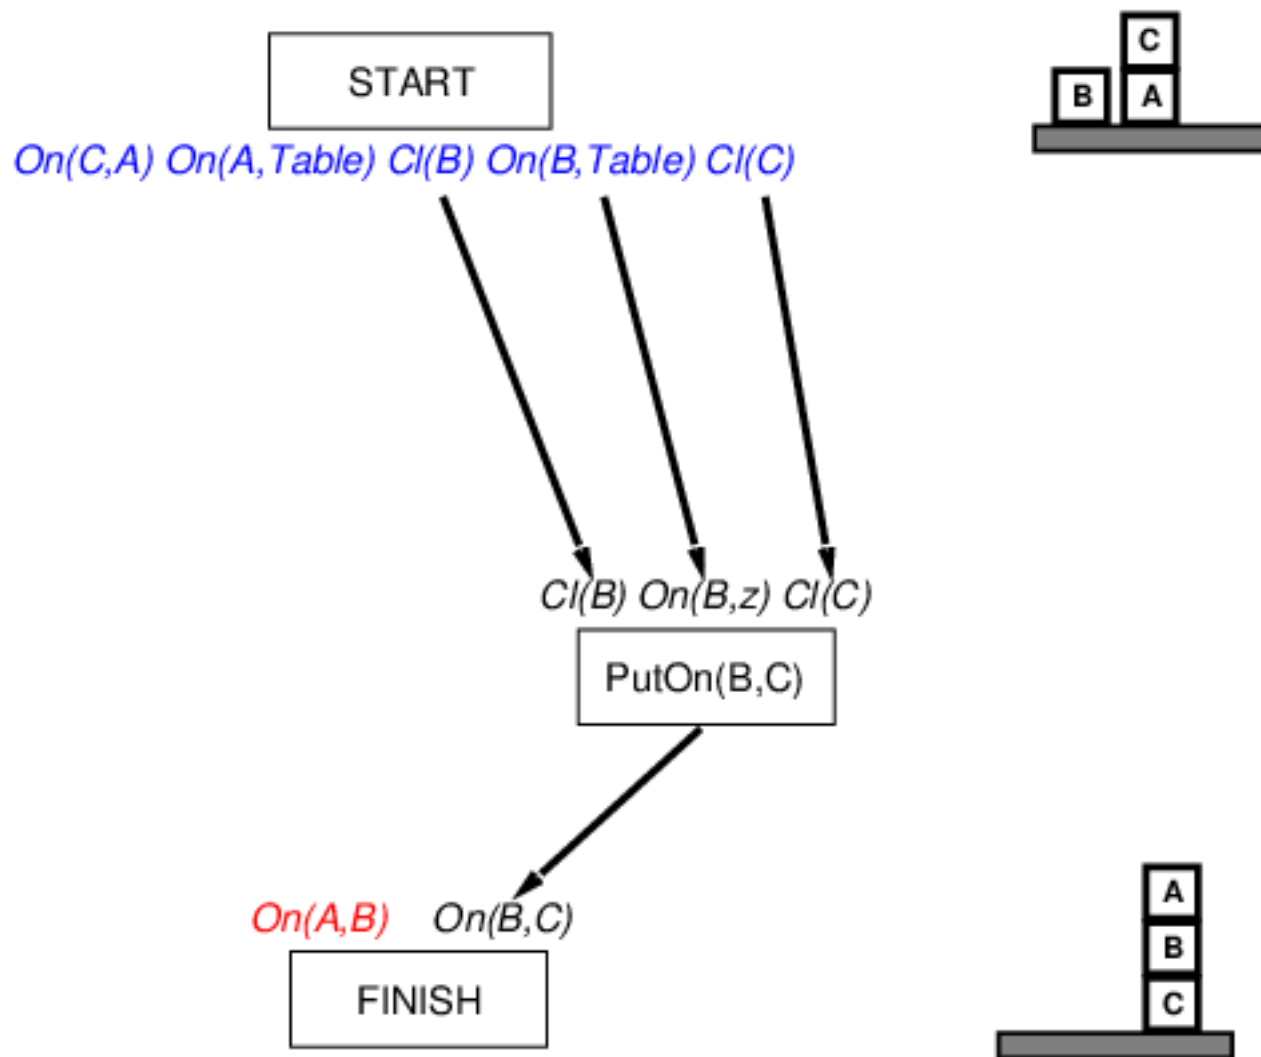 START
C
B A
On(C,A) On(A,Table) Cl(B) On(B,Table) Cl(C)
Cl(B) On(B,z) Cl(C)
PutOn(B,C)
On(A,B) On(B,C)
FINISH
A
B
C